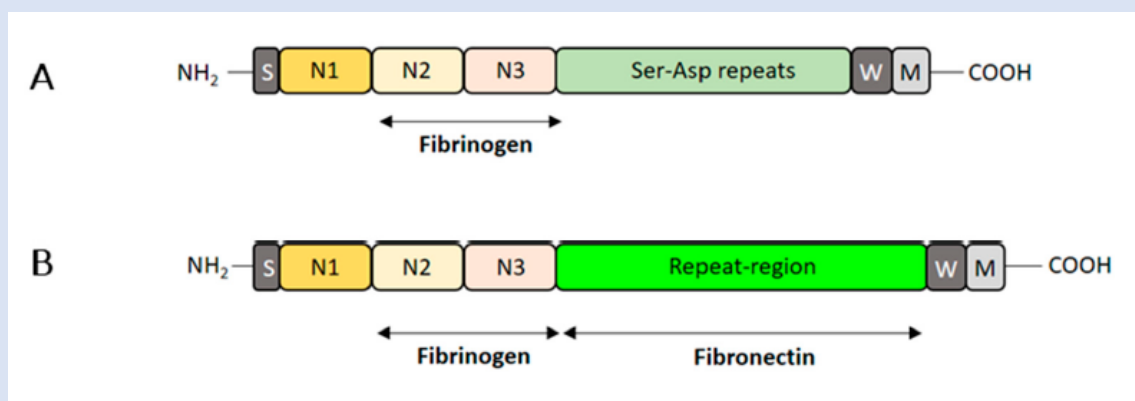 A NH₂ S N1 N2 N3 Ser-Asp repeats W M COOH
Fibrinogen
B NH₂ S N1 N2 N3 Repeat-region W M COOH
Fibrinogen Fibronectin